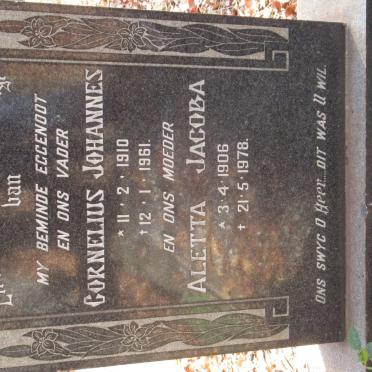 van
MY BEMINDE EGGENOOT
EN ONS VADER
CORNELIUS JOHANNES
* 11·2·1910
† 12·1·1961.
EN ONS MOEDER
ALETTA JACOBA
* 3·4·1906
† 21·5·1978.
ONS SWYG O HEER....DIT WAS U WIL.